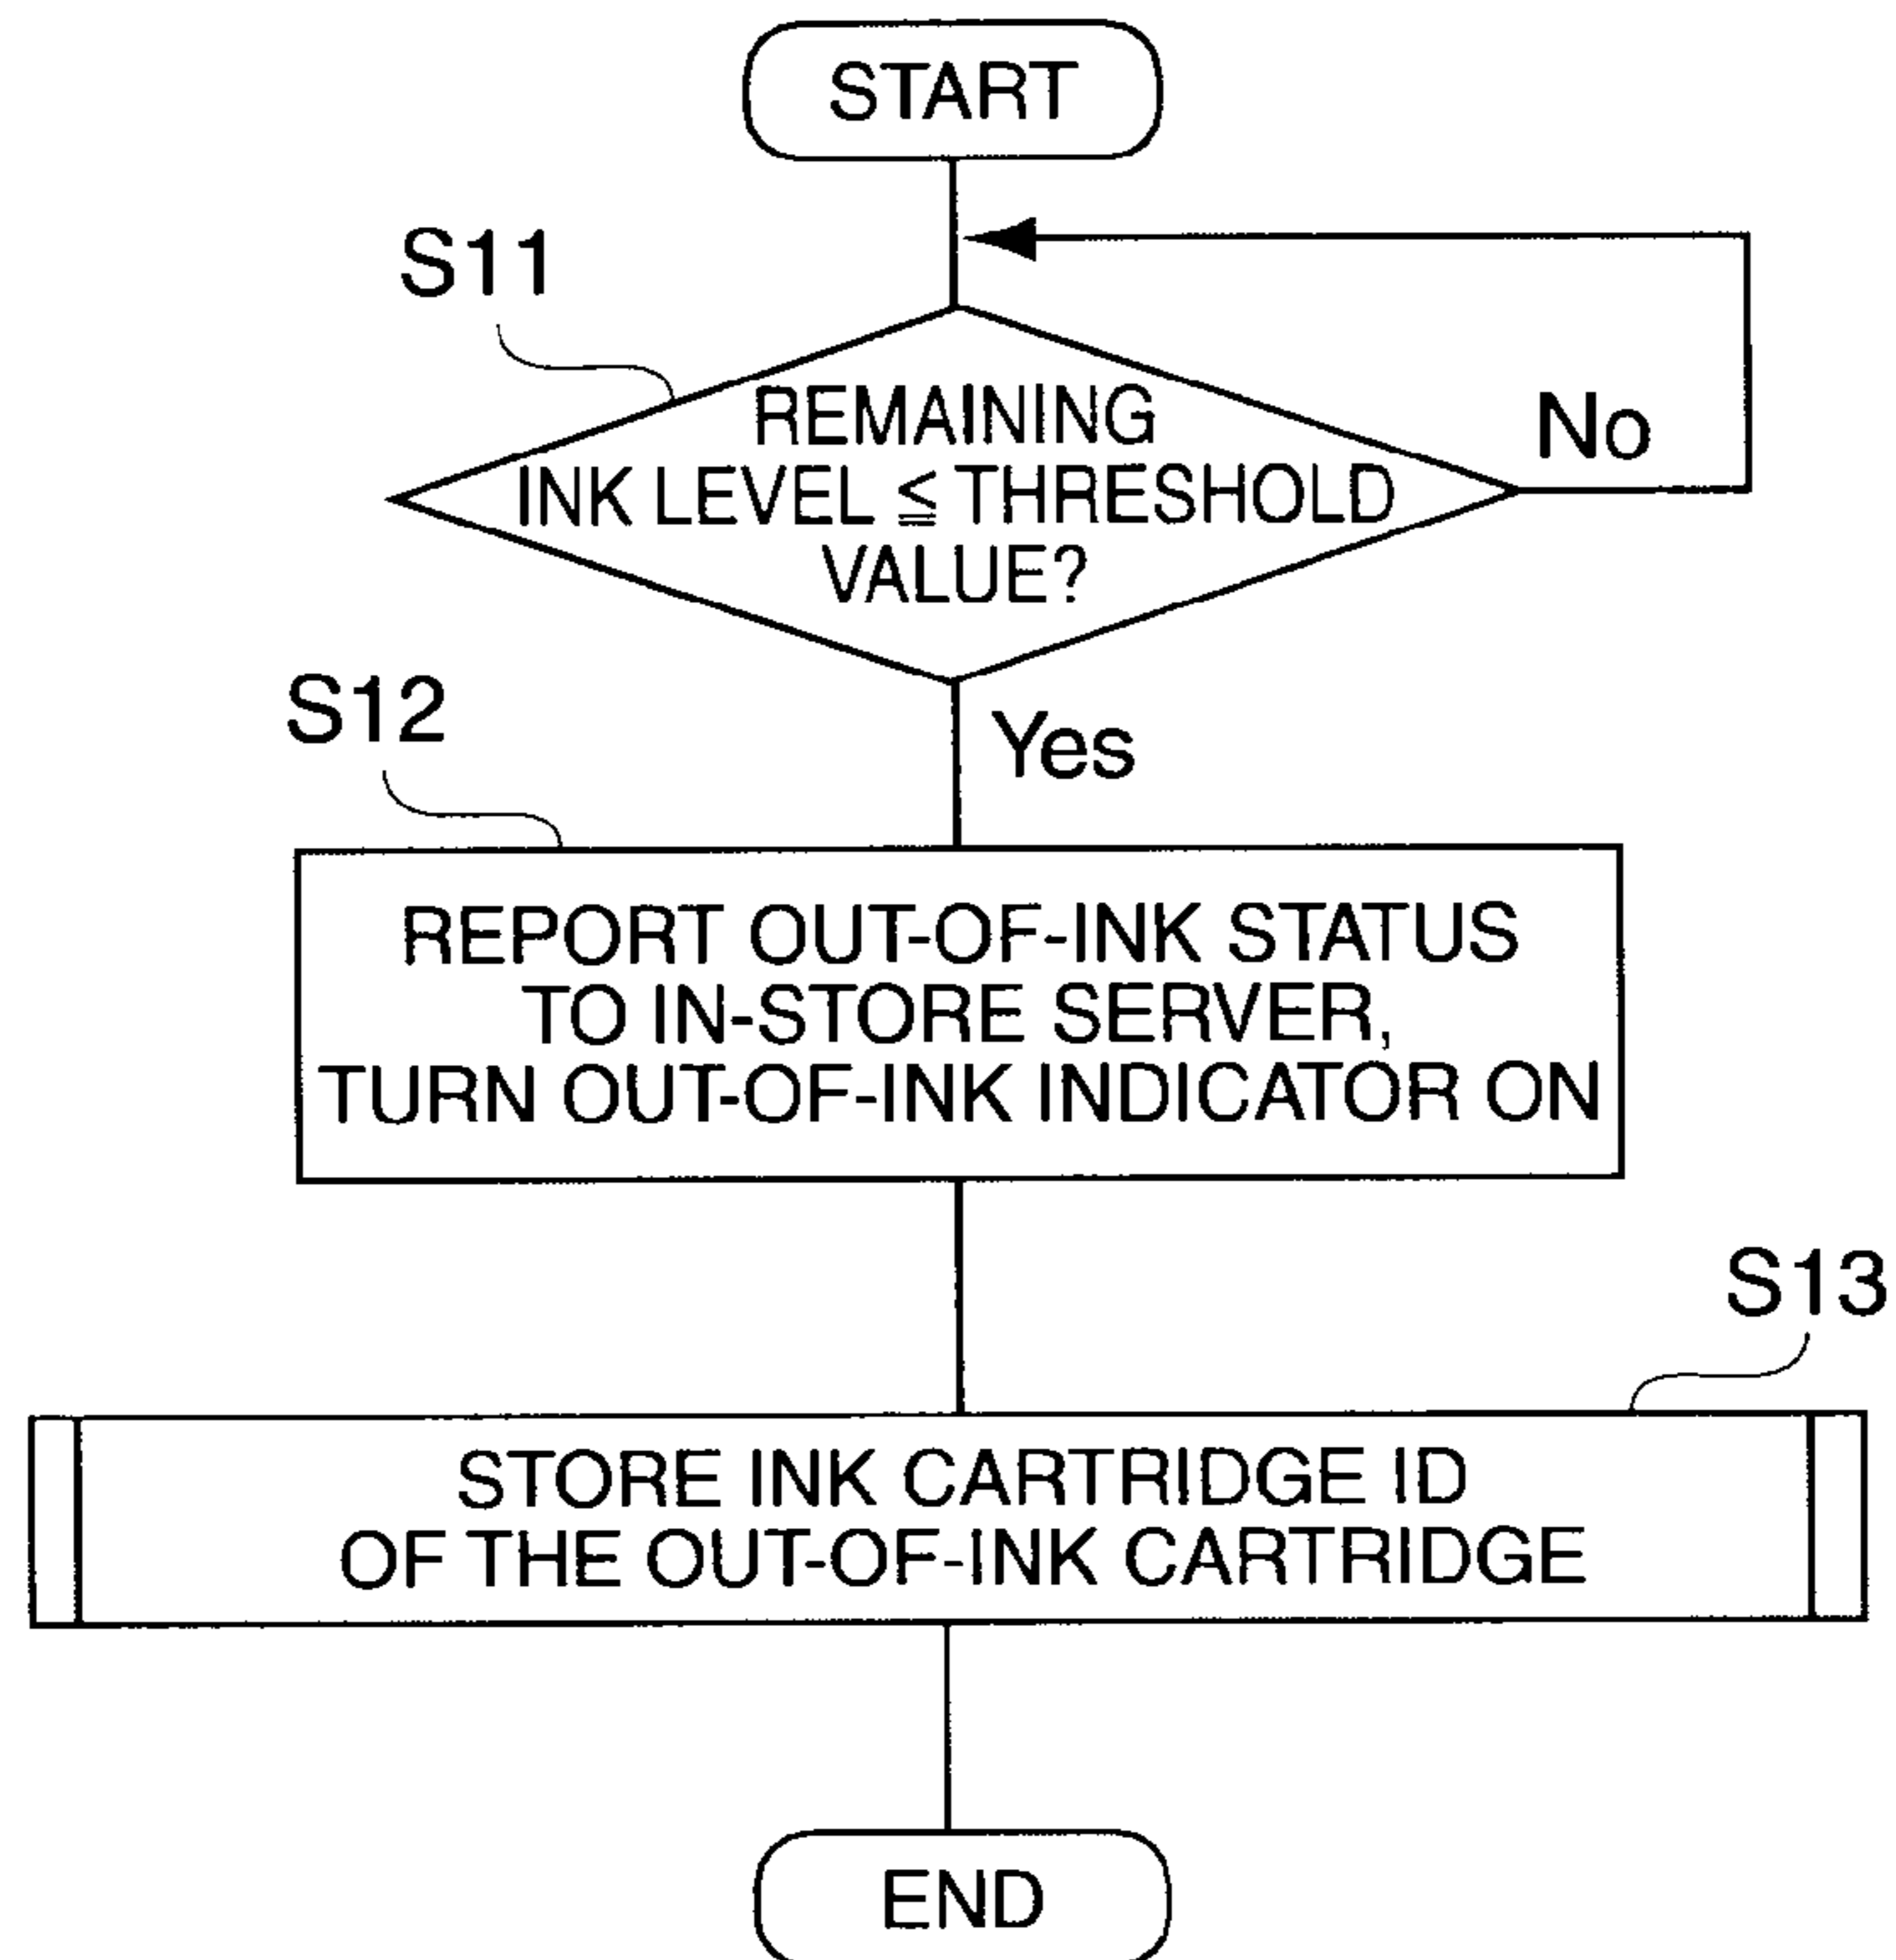 START
S11
REMAINING
INK LEVEL ≦ THRESHOLD
VALUE?
No
S12
Yes
REPORT OUT-OF-INK STATUS
TO IN-STORE SERVER,
TURN OUT-OF-INK INDICATOR ON
S13
STORE INK CARTRIDGE ID
OF THE OUT-OF-INK CARTRIDGE
END